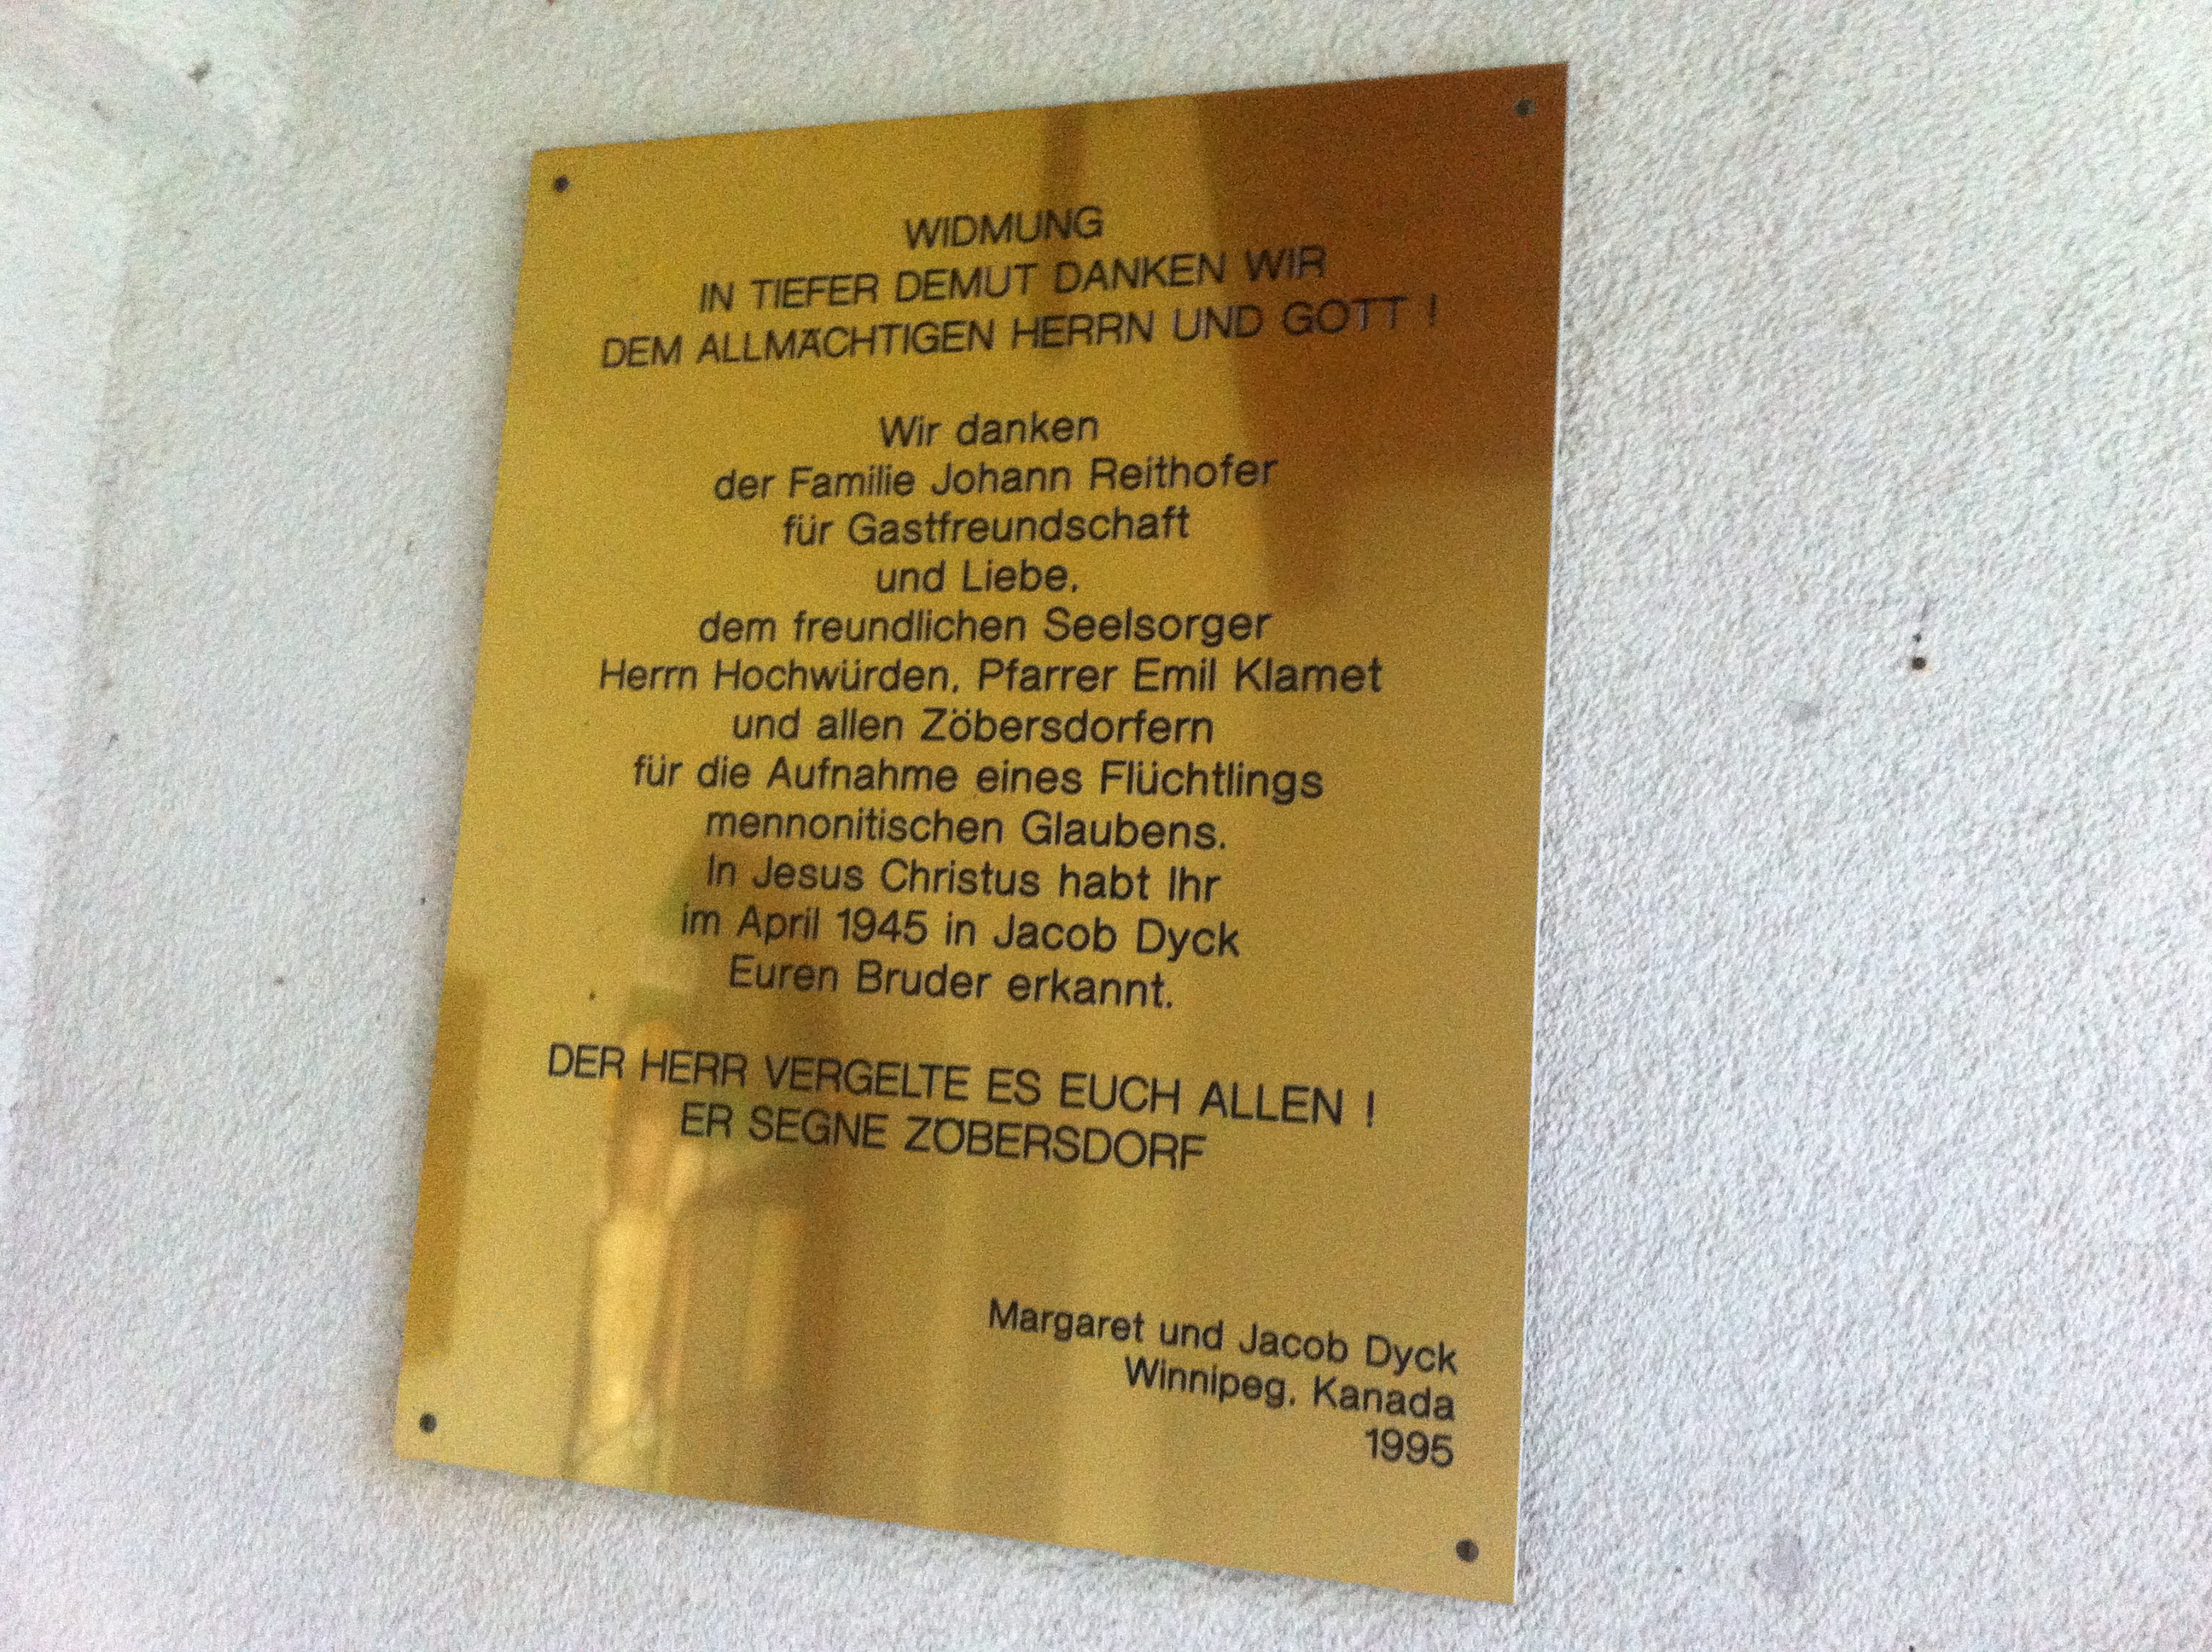 WIDMUNG
IN TIEFER DEMUT DANKEN WIR
DEM ALLMÄCHTIGEN HERRN UND GOTT !
Wir danken
der Familie Johann Reithofer
für Gastfreundschaft
und Liebe,
dem freundlichen Seelsorger
Herrn Hochwürden, Pfarrer Emil Klamet
und allen Zöbersdorfern
für die Aufnahme eines Flüchtlings
mennonitischen Glaubens.
In Jesus Christus habt Ihr
im April 1945 in Jacob Dyck
Euren Bruder erkannt.
DER HERR VERGELTE ES EUCH ALLEN !
ER SEGNE ZÖBERSDORF
Margaret und Jacob Dyck
Winnipeg, Kanada
1995